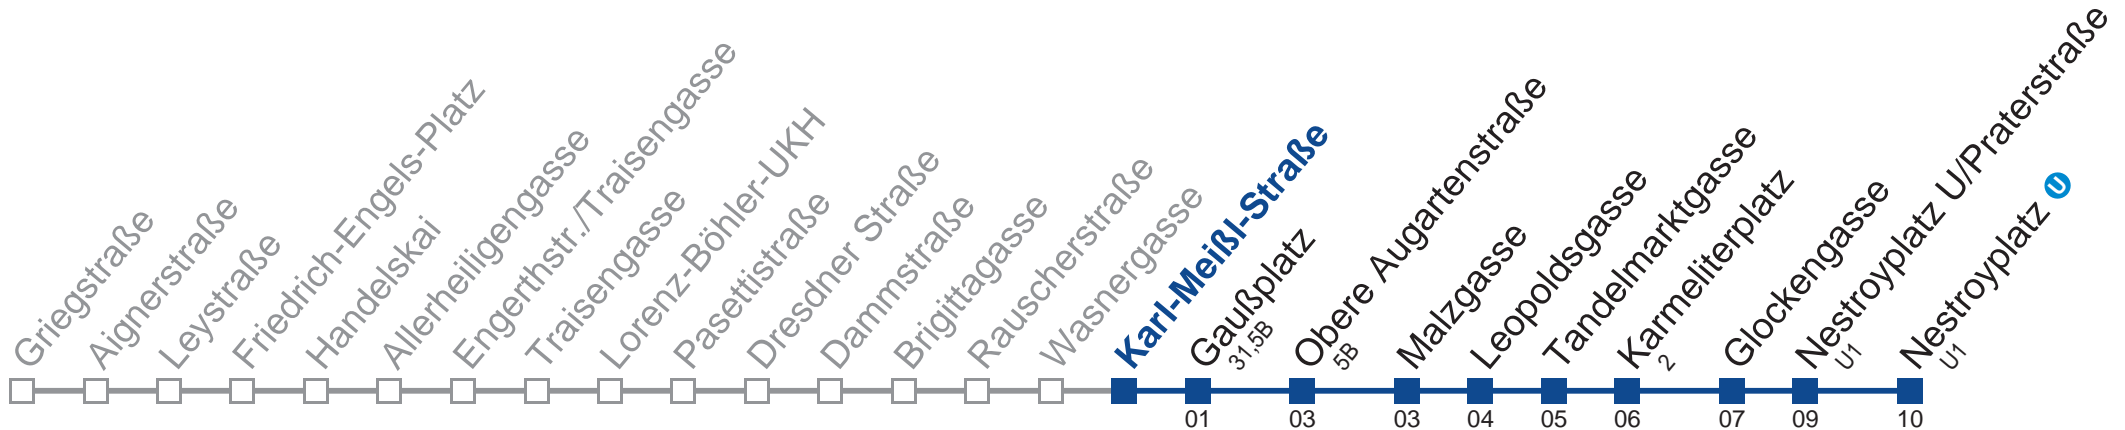 Griegstraße
Aignerstraße
Leystraße
Friedrich-Engels-Platz
Handelskai
Allerheiligengasse
Engerthstr./Traisengasse
Traisengasse
Lorenz-Böhler-UKH
Pasettistraße
Dresdner Straße
Dammstraße
Brigittagasse
Rauscherstraße
Wasnergasse
Karl-Meißl-Straße
Gaußplatz
31,5B
01
Obere Augartenstraße
5B
03
Malzgasse
03
Leopoldsgasse
04
Tandelmarktgasse
05
Karmeliterplatz
2
06
Glockengasse
07
Nestroyplatz U/Praterstraße
U1
09
Nestroyplatz U
U1
10